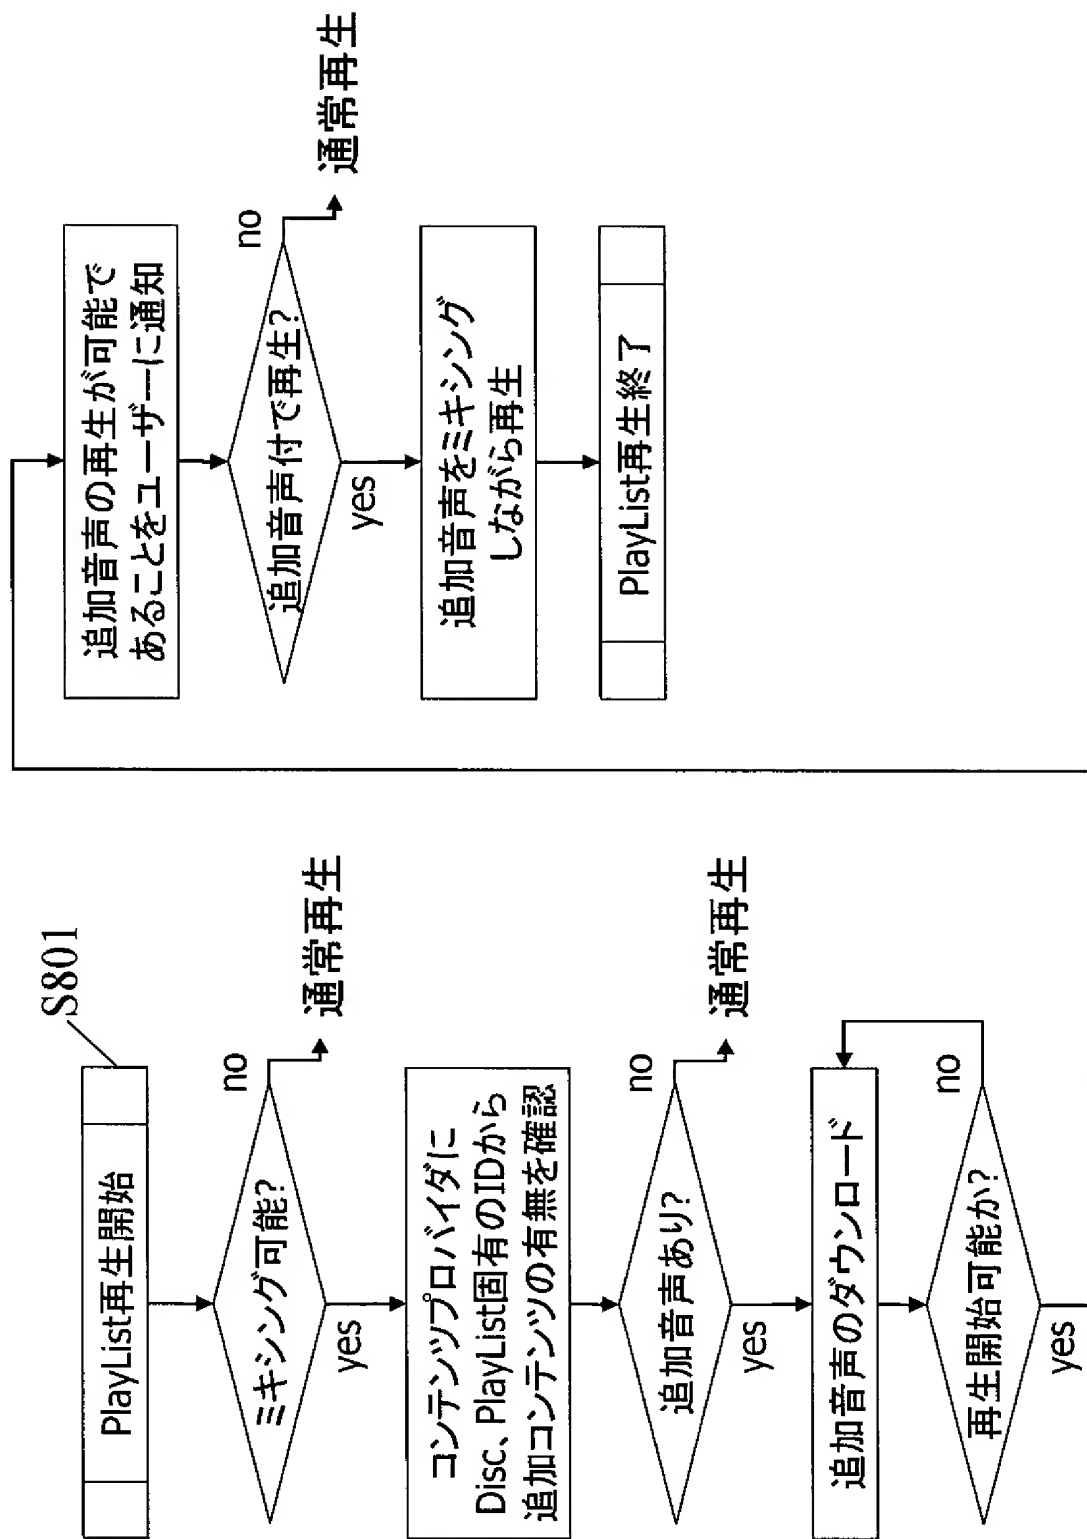 S801
PlayList再生開始
ミキシング可能?
no
通常再生
yes
コンテンツプロバイダに
Disc、PlayList固有のIDから
追加コンテンツの有無を確認
追加音声あり?
no
通常再生
yes
追加音声のダウンロード
再生開始可能か?
no
yes
追加音声の再生が可能で
あることをユーザーに通知
追加音声付で再生?
no
通常再生
yes
追加音声をミキシング
しながら再生
PlayList再生終了